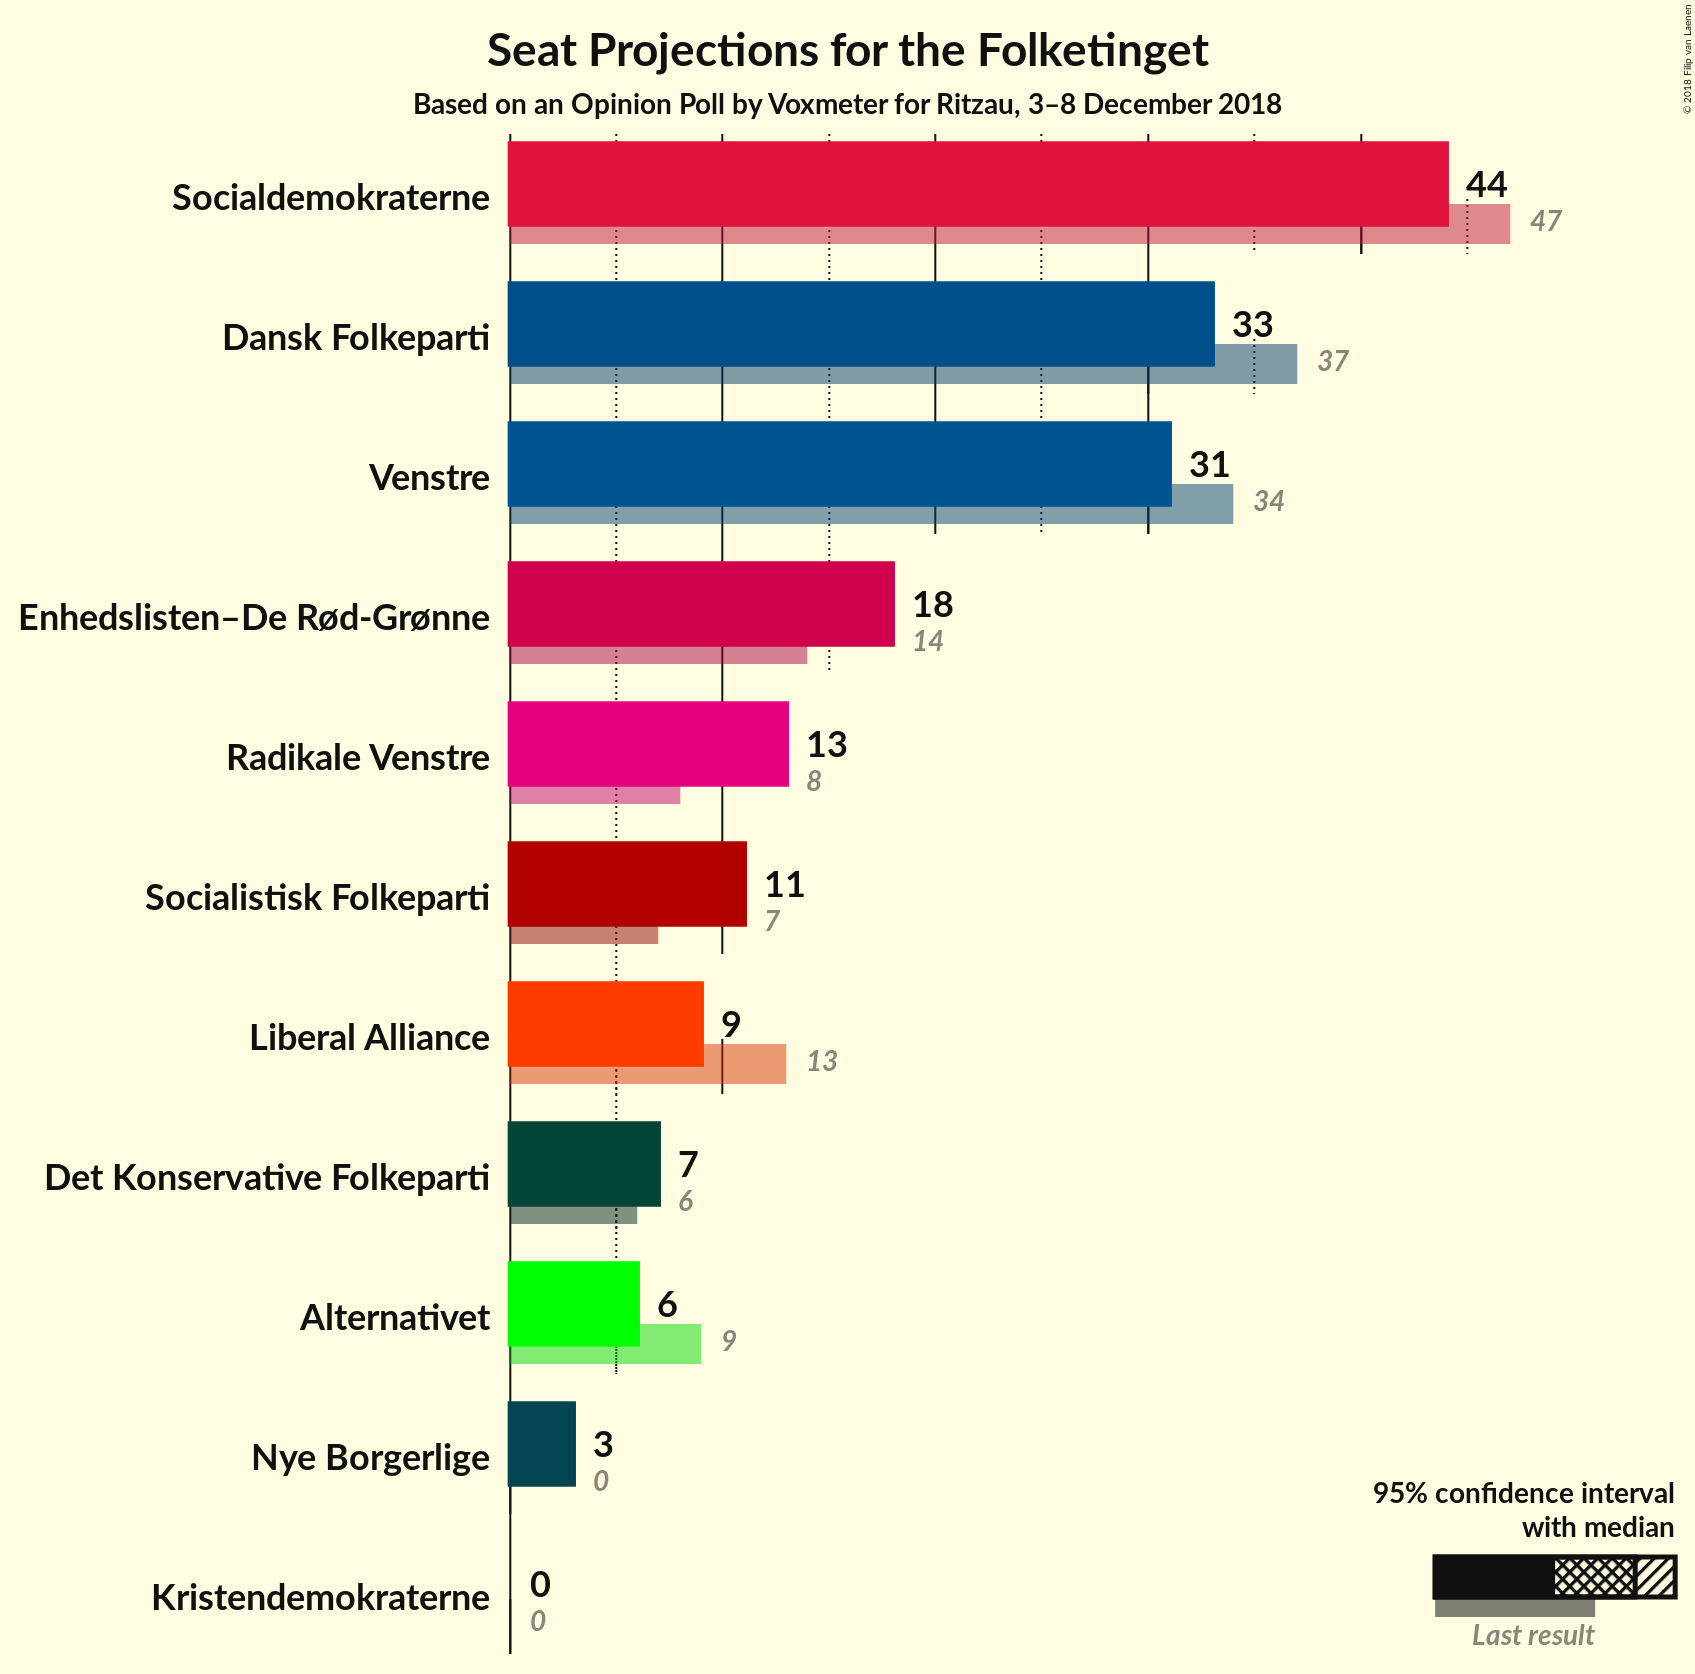 Seat Projections for the Folketinget
Based on an Opinion Poll by Voxmeter for Ritzau, 3–8 December 2018
© 2018 Filip van Laenen
Socialdemokraterne
44
47
Dansk Folkeparti
33
37
Venstre
31
34
Enhedslisten–De Rød-Grønne
18
14
Radikale Venstre
13
8
Socialistisk Folkeparti
11
7
Liberal Alliance
9
13
Det Konservative Folkeparti
7
6
Alternativet
6
9
Nye Borgerlige
3
0
Kristendemokraterne
0
0
95% confidence interval
with median
Last result